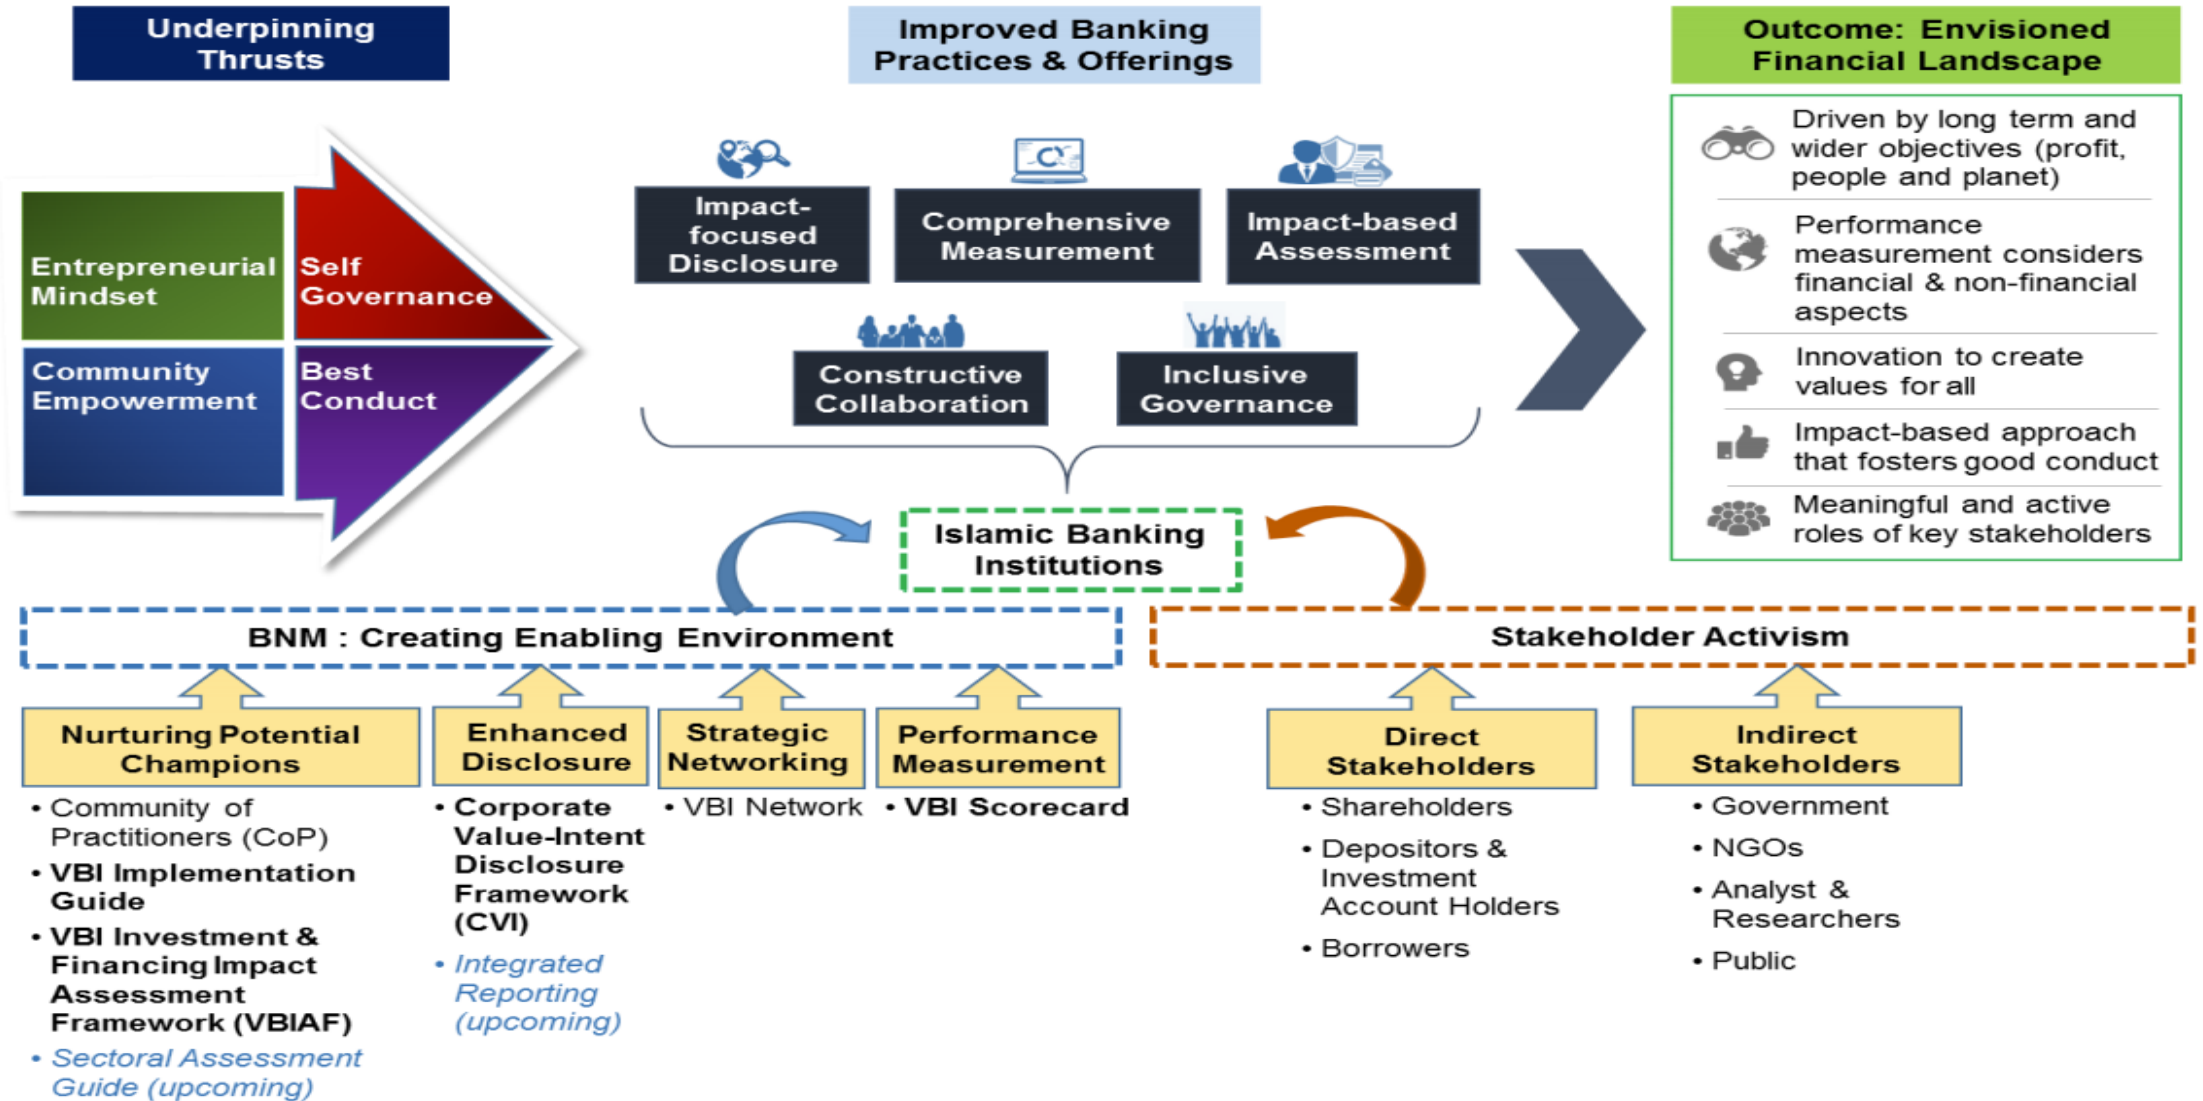 Underpinning
Thrusts
Improved Banking
Practices & Offerings
Outcome: Envisioned
Financial Landscape
Entrepreneurial
Mindset
Self
Governance
Community
Empowerment
Best
Conduct
Impact-
focused
Disclosure
Comprehensive
Measurement
Impact-based
Assessment
Constructive
Collaboration
Inclusive
Governance
Driven by long term and
wider objectives (profit,
people and planet)
Performance
measurement considers
financial & non-financial
aspects
Innovation to create
values for all
Impact-based approach
that fosters good conduct
Meaningful and active
roles of key stakeholders
Islamic Banking
Institutions
BNM : Creating Enabling Environment
Stakeholder Activism
Nurturing Potential
Champions
• Community of
Practitioners (CoP)
• VBI Implementation
Guide
• VBI Investment &
Financing Impact
Assessment
Framework (VBIAF)
• Sectoral Assessment
Guide (upcoming)
Enhanced
Disclosure
• Corporate
Value-Intent
Disclosure
Framework
(CVI)
• Integrated
Reporting
(upcoming)
Strategic
Networking
• VBI Network
Performance
Measurement
• VBI Scorecard
Direct
Stakeholders
• Shareholders
• Depositors &
Investment
Account Holders
• Borrowers
Indirect
Stakeholders
• Government
• NGOs
• Analyst &
Researchers
• Public